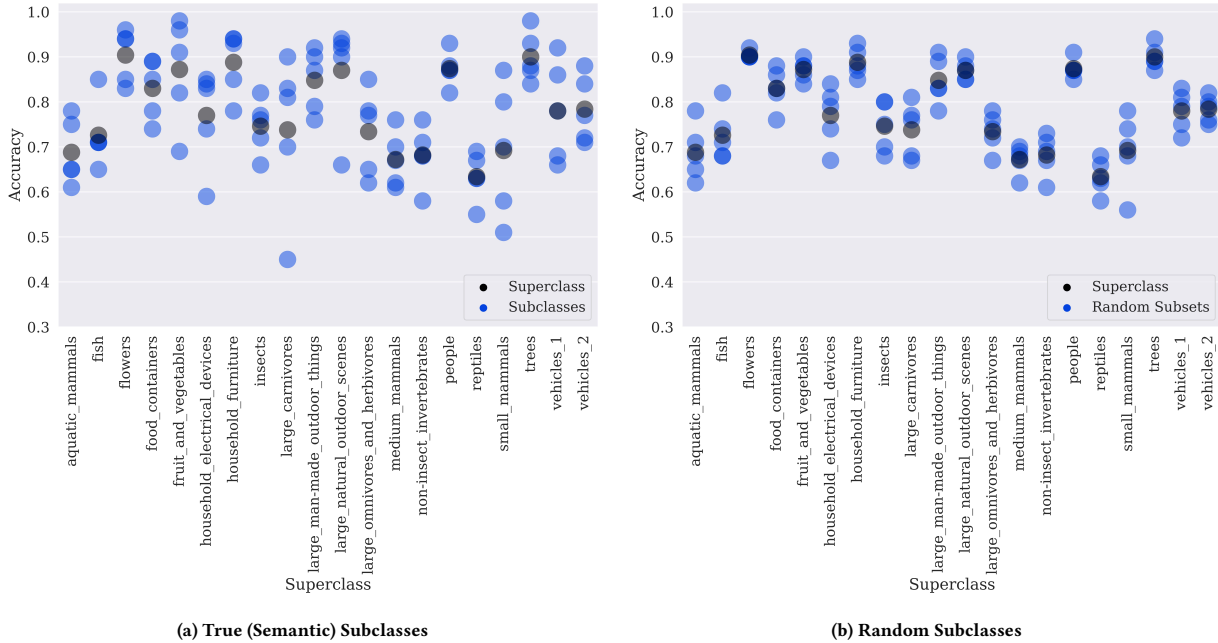 1.0
0.9
0.8
0.7
0.6
0.5
0.4
0.3
Accuracy
Superclass
Subclasses
aquatic_mammals
fish
flowers
food_containers
fruit_and_vegetables
household_electrical_devices
household_furniture
insects
large_carnivores
large_man-made_outdoor_things
large_natural_outdoor_scenes
large_omnivores_and_herbivores
medium_mammals
non-insect_invertebrates
people
reptiles
small_mammals
trees
vehicles_1
vehicles_2
Superclass
(a) True (Semantic) Subclasses
1.0
0.9
0.8
0.7
0.6
0.5
0.4
0.3
Accuracy
Superclass
Random Subsets
aquatic_mammals
fish
flowers
food_containers
fruit_and_vegetables
household_electrical_devices
household_furniture
insects
large_carnivores
large_man-made_outdoor_things
large_natural_outdoor_scenes
large_omnivores_and_herbivores
medium_mammals
non-insect_invertebrates
people
reptiles
small_mammals
trees
vehicles_1
vehicles_2
Superclass
(b) Random Subclasses